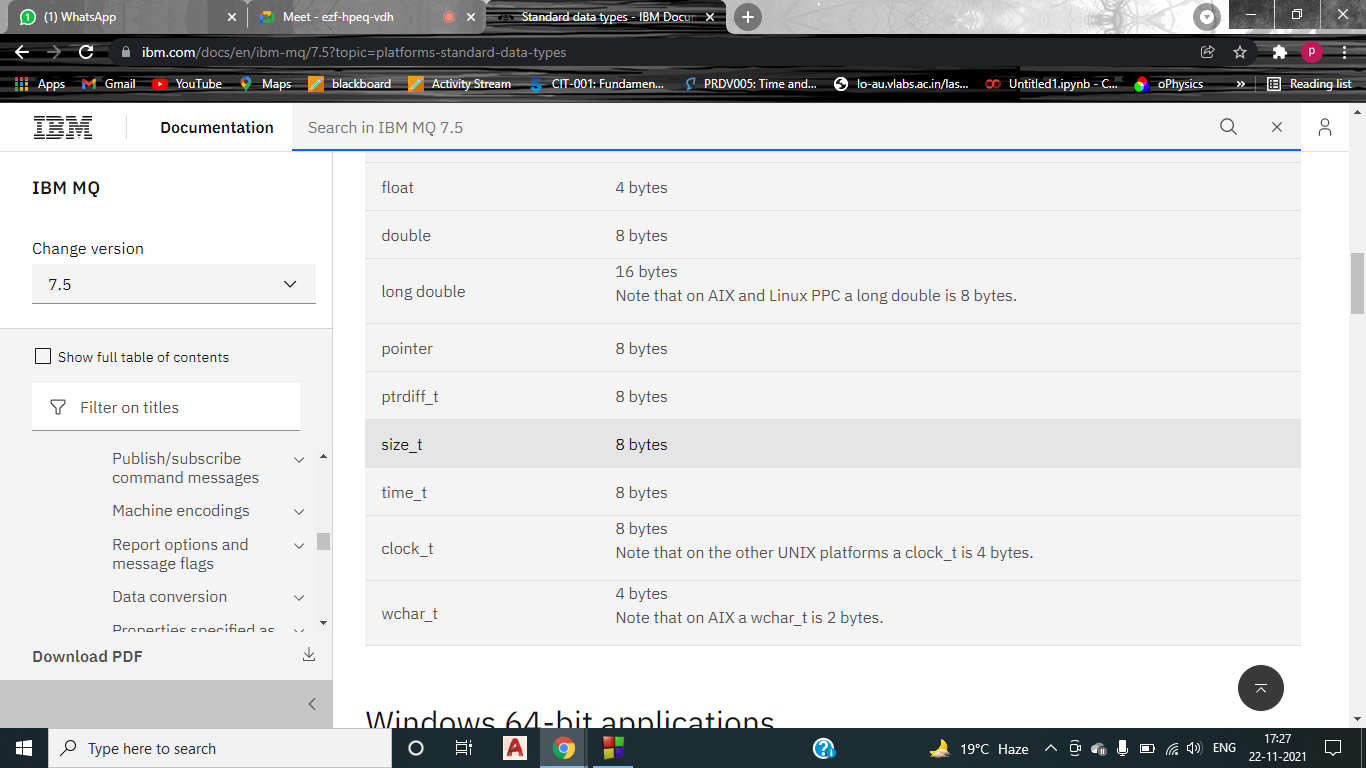 (1) WhatsApp
Meet - ezf-hpeq-vdh
Standard data types - IBM Docum
ibm.com/docs/en/ibm-mq/7.5?topic=platforms-standard-data-types
P
Apps
Gmail
YouTube
Maps
blackboard
Activity Stream
CIT-001: Fundamen...
PRDV005: Time and...
lo-au.vlabs.ac.in/las...
Untitled1.ipynb - C...
oPhysics
»
Reading list
IBM
Documentation
Search in IBM MQ 7.5
IBM MQ
Change version
7.5
Show full table of contents
Filter on titles
Publish/subscribe
command messages
Machine encodings
Report options and
message flags
Data conversion
Properties specified as
Download PDF
float 4 bytes
double 8 bytes
long double 16 bytes
Note that on AIX and Linux PPC a long double is 8 bytes.
pointer 8 bytes
ptrdiff_t 8 bytes
size_t 8 bytes
time_t 8 bytes
clock_t 8 bytes
Note that on the other UNIX platforms a clock_t is 4 bytes.
wchar_t 4 bytes
Note that on AIX a wchar_t is 2 bytes.
Windows 64-bit applications
Type here to search
A
19°C Haze
ENG
17:27
22-11-2021